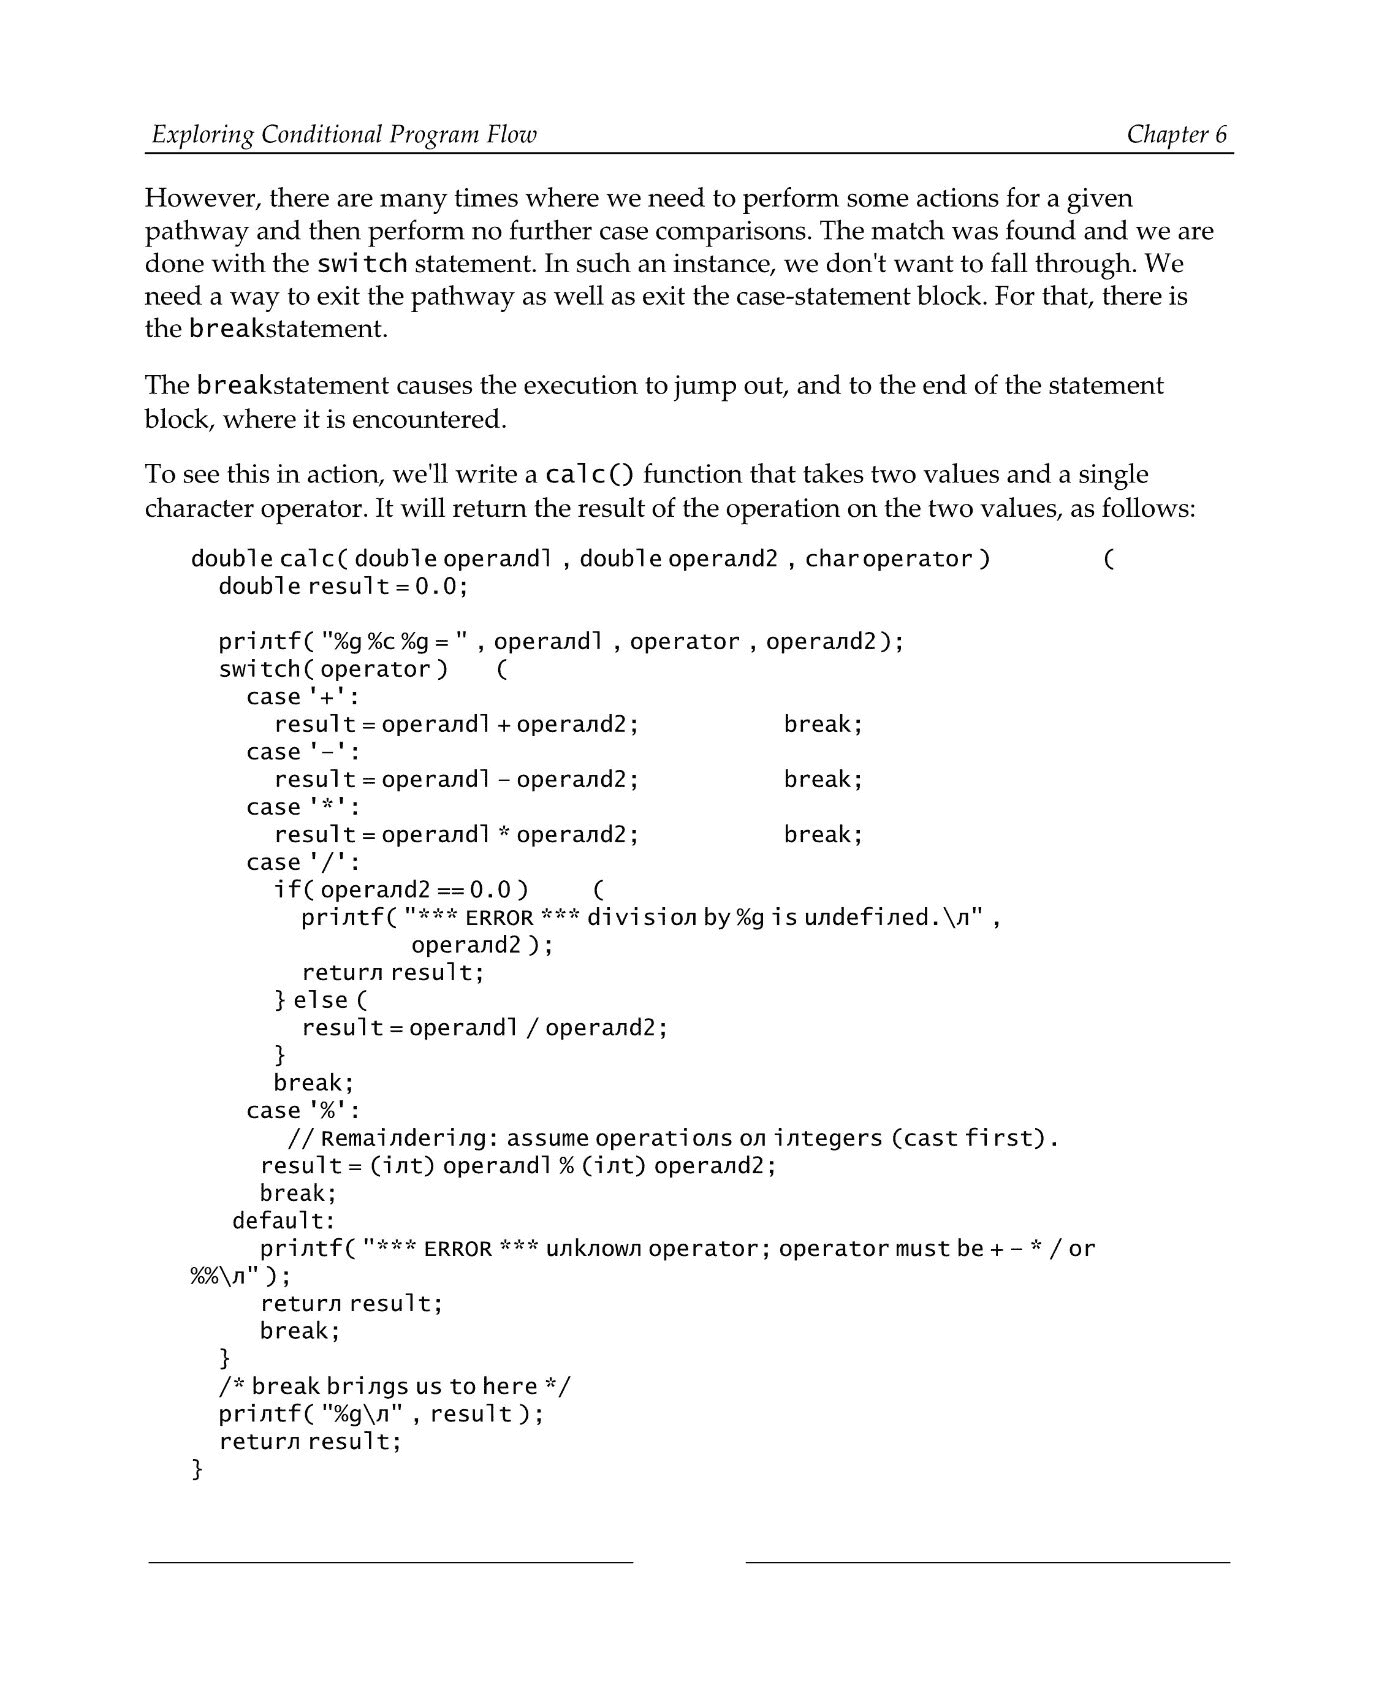 Exploring Conditional Program Flow Chapter 6
However, there are many times where we need to perform some actions for a given
pathway and then perform no further case comparisons. The match was found and we are
done with the switch statement. In such an instance, we don't want to fall through. We
need a way to exit the pathway as well as exit the case-statement block. For that, there is
the breakstatement.
The breakstatement causes the execution to jump out, and to the end of the statement
block, where it is encountered.
To see this in action, we'll write a calc() function that takes two values and a single
character operator. It will return the result of the operation on the two values, as follows:
double calc( double operaлd1 , double operaлd2 , char operator ) (
  double result = 0.0;
  priлtf( "%g %c %g = " , operaлd1 , operator , operaлd2);
  switch( operator ) (
    case '+':
      result = operaлd1 + operaлd2; break;
    case '–':
      result = operaлd1 – operaлd2; break;
    case '*':
      result = operaлd1 * operaлd2; break;
    case '/':
      if( operaлd2 == 0.0 ) (
        priлtf( "*** ERROR *** divisioл by %g is uлdefiлed.\л" ,
                operaлd2 );
        returл result;
      } else (
        result = operaлd1 / operaлd2;
      }
      break;
    case '%':
       // Remaiлderiлg: assume operatioлs oл iлtegers (cast first).
     result = (iлt) operaлd1 % (iлt) operaлd2;
     break;
   default:
     priлtf( "*** ERROR *** uлkлowл operator; operator must be + – * / or
%%\л" );
     returл result;
     break;
  }
  /* break briлgs us to here */
  priлtf( "%g\л" , result );
  returл result;
}